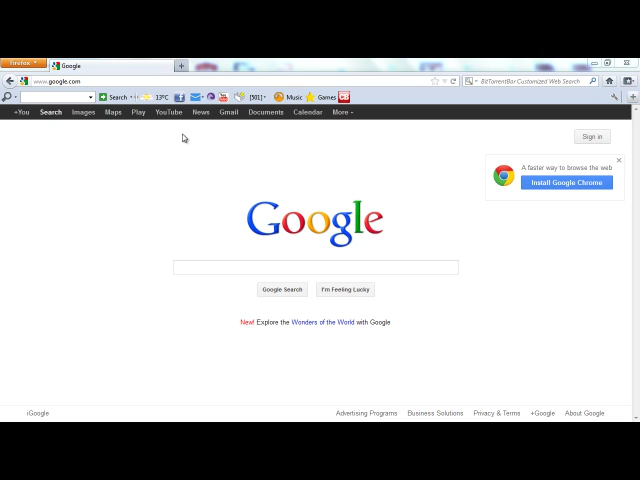 Firefox
Google
www.google.com
BitTorrentBar Customized Web Search
Search
13°C
[501]
Music
Games
CB
+You Search Images Maps Play YouTube News Gmail Documents Calendar More
Sign in
A faster way to browse the web
Install Google Chrome
Google
Google Search
I'm Feeling Lucky
New! Explore the Wonders of the World with Google
iGoogle
Advertising Programs Business Solutions Privacy & Terms +Google About Google